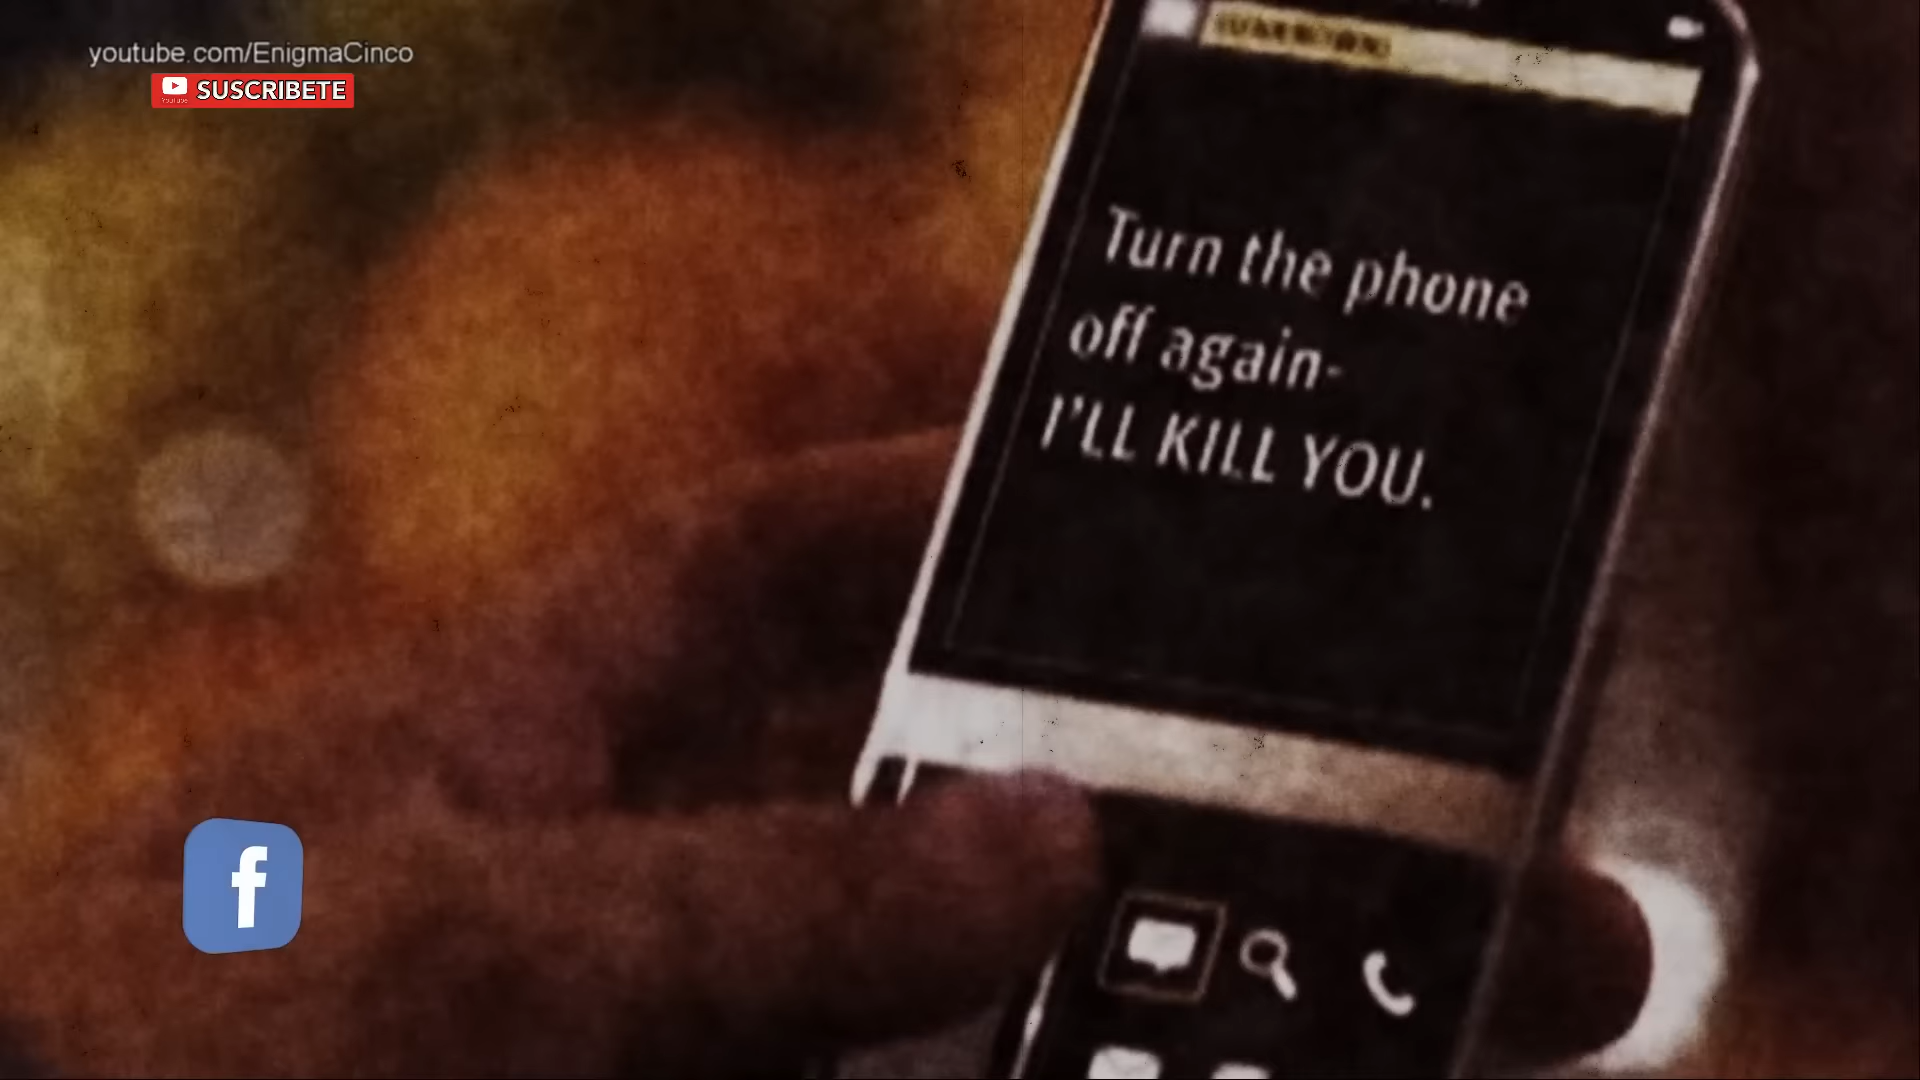 youtube.com/EnigmaCinco
SUSCRIBETE
Turn the phone
off again-
I'LL KILL YOU.
f